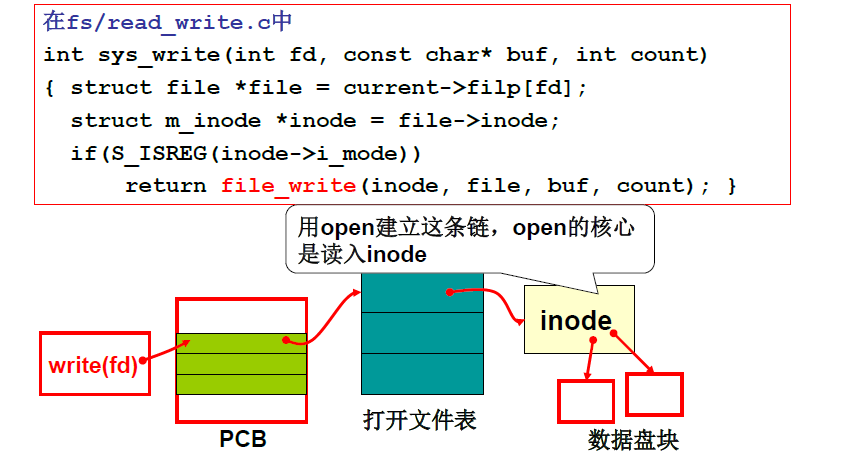 在fs/read_write.c中
int sys_write(int fd, const char* buf, int count)
{ struct file *file = current->filp[fd];
struct m_inode *inode = file->inode;
if(S_ISREG(inode->i_mode))
return file_write(inode, file, buf, count); }
用open建立这条链，open的核心
是读入inode
inode
write(fd)
PCB
打开文件表
数据盘块